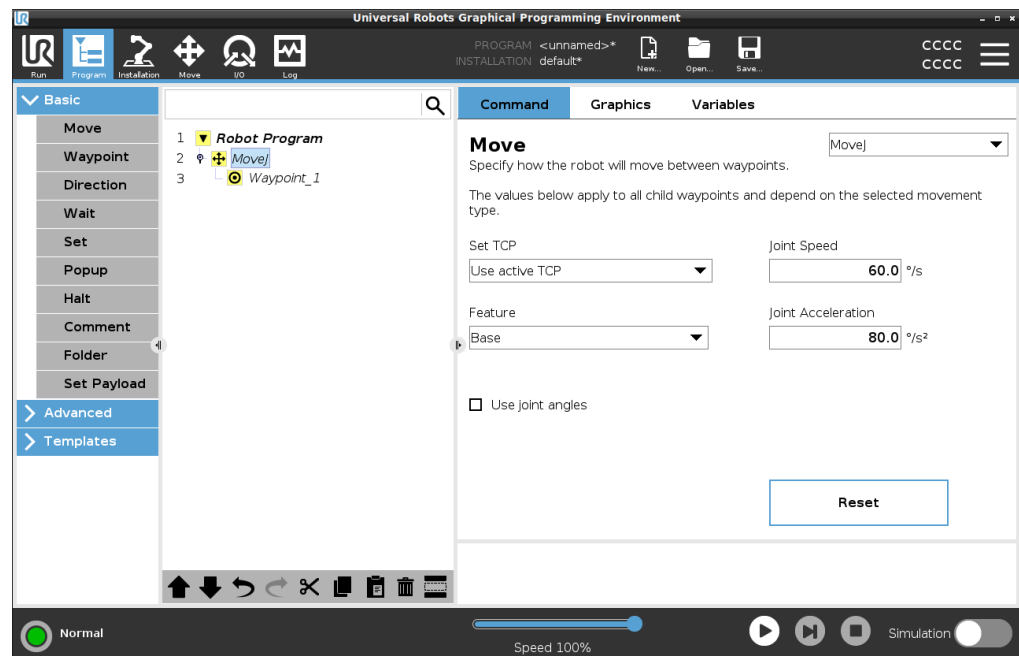 Universal Robots Graphical Programming Environment
UR
Run
Program
Installation
Move
I/O
Log
PROGRAM <unnamed>*
INSTALLATION default*
New...
Open...
Save...
CCCC
CCCC
Basic
Move
Waypoint
Direction
Wait
Set
Popup
Halt
Comment
Folder
Set Payload
Advanced
Templates
1 Robot Program
2 MoveJ
3 Waypoint_1
Command Graphics Variables
Move
MoveJ
Specify how the robot will move between waypoints.
The values below apply to all child waypoints and depend on the selected movement
type.
Set TCP
Joint Speed
Use active TCP
60.0 °/s
Feature
Joint Acceleration
Base
80.0 °/s²
Use joint angles
Reset
Normal
Speed 100%
Simulation